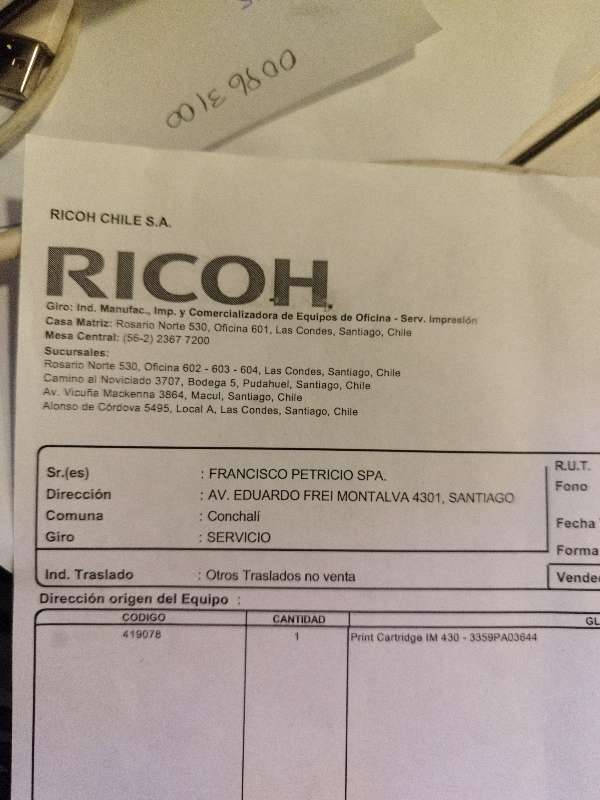 0096 3100
RICOH CHILE S.A.
RICOH
Giro: Ind. Manufac., Imp. y Comercializadora de Equipos de Oficina - Serv. Impresión
Casa Matriz: Rosario Norte 530, Oficina 601, Las Condes, Santiago, Chile
Mesa Central: (56-2) 2367 7200
Sucursales:
Rosario Norte 530, Oficina 602 - 603 - 604, Las Condes, Santiago, Chile
Camino al Noviciado 3707, Bodega 5, Pudahuel, Santiago, Chile
Av. Vicuña Mackenna 3864, Macul, Santiago, Chile
Alonso de Córdova 5495, Local A, Las Condes, Santiago, Chile
Sr.(es) : FRANCISCO PETRICIO SPA. R.U.T.
Dirección : AV. EDUARDO FREI MONTALVA 4301, SANTIAGO Fono
Comuna : Conchalí Fecha
Giro : SERVICIO Forma
Ind. Traslado : Otros Traslados no venta Vende
Dirección origen del Equipo :
CODIGO CANTIDAD GL
419078 1 Print Cartridge IM 430 - 3359PA03644